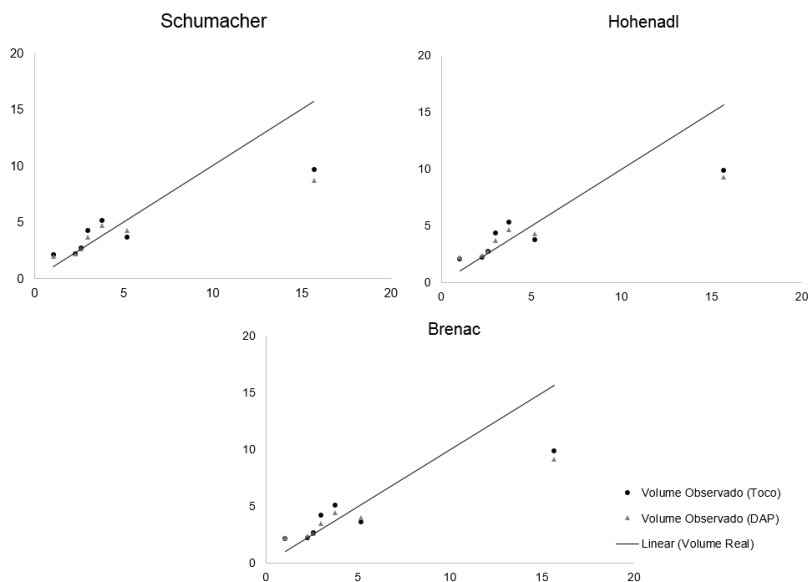 Schumacher
20
15
10
5
0
0 5 10 15 20
Hohenadl
20
15
10
5
0
0 5 10 15 20
Brenac
20
15
10
5
0
0 5 10 15 20
Volume Observado (Toco)
Volume Observado (DAP)
Linear (Volume Real)